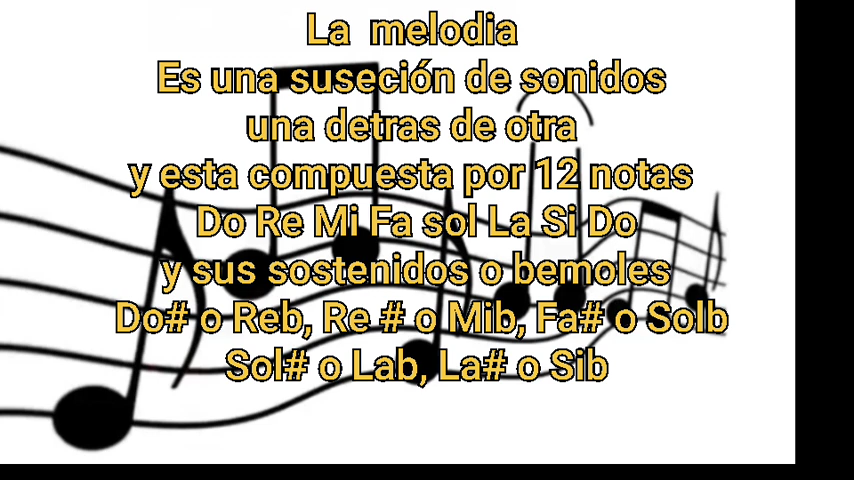 La melodia
Es una suseción de sonidos
una detras de otra
y esta compuesta por 12 notas
Do Re Mi Fa sol La Si Do
y sus sostenidos o bemoles
Do# o Reb, Re # o Mib, Fa# o Solb
Sol# o Lab, La# o Sib